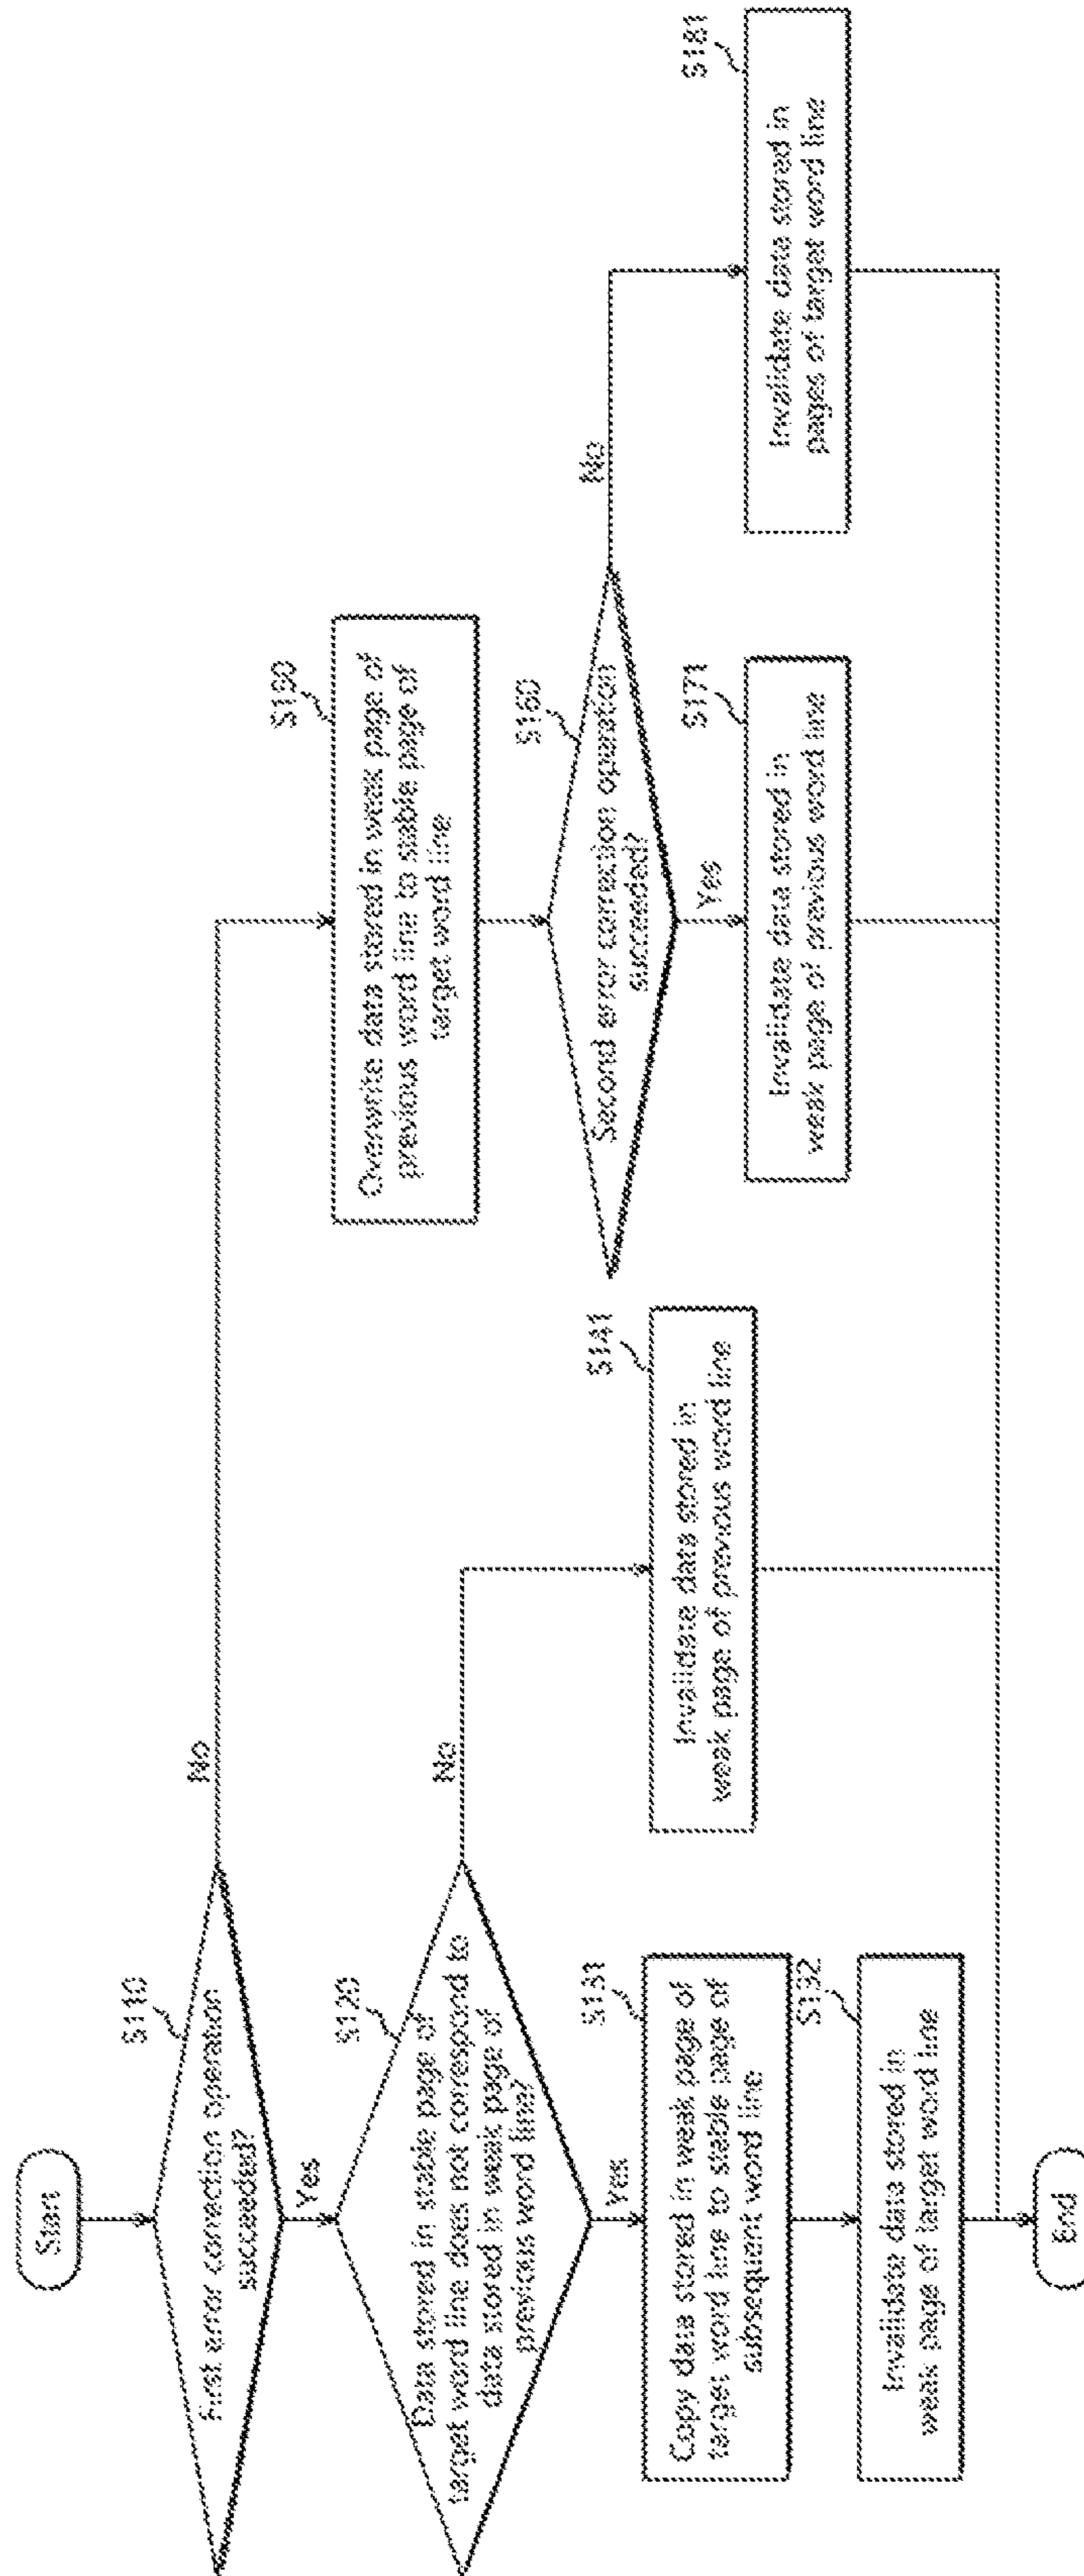 Start
S110
First error correction operation
succeeded?
No
Yes
S120
Data stored in stable page of
target word line does not correspond to
data stored in weak page of
previous word line?
No
Yes
S131
Copy data stored in weak page of
target word line to stable page of
subsequent word line
S132
Invalidate data stored in
weak page of target word line
S141
Invalidate data stored in
weak page of previous word line
S150
Overwrite data stored in weak page of
previous word line to stable page of
target word line
S160
Second error correction operation
succeeded?
No
Yes
S171
Invalidate data stored in
weak page of previous word line
S181
Invalidate data stored in
pages of target word line
End